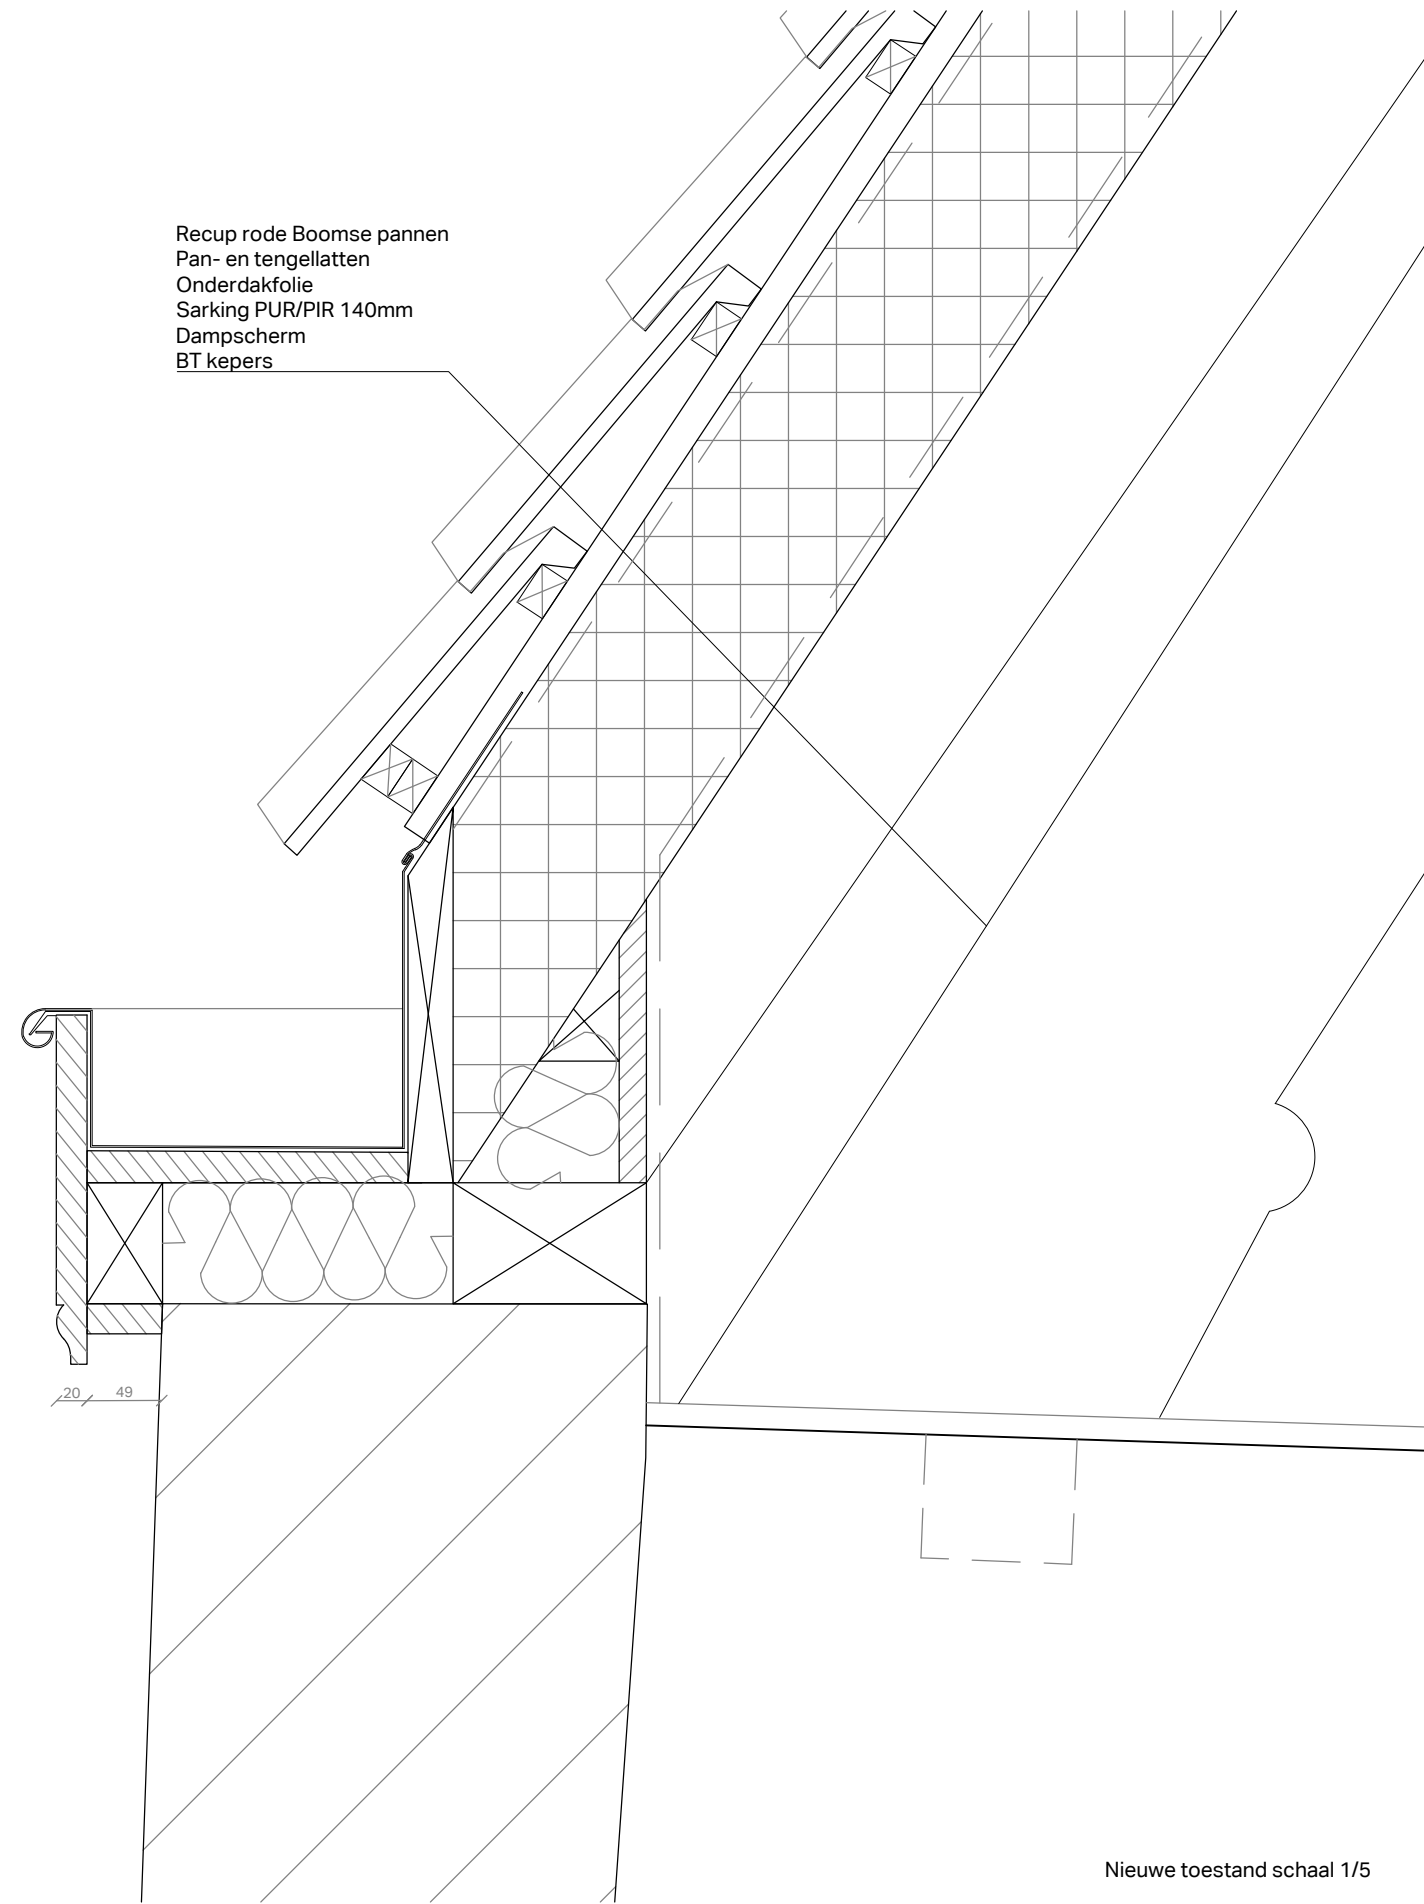 Recup rode Boomse pannen
Pan- en tengellatten
Onderdakfolie
Sarking PUR/PIR 140mm
Dampscherm
BT kepers
20 49
Nieuwe toestand schaal 1/5